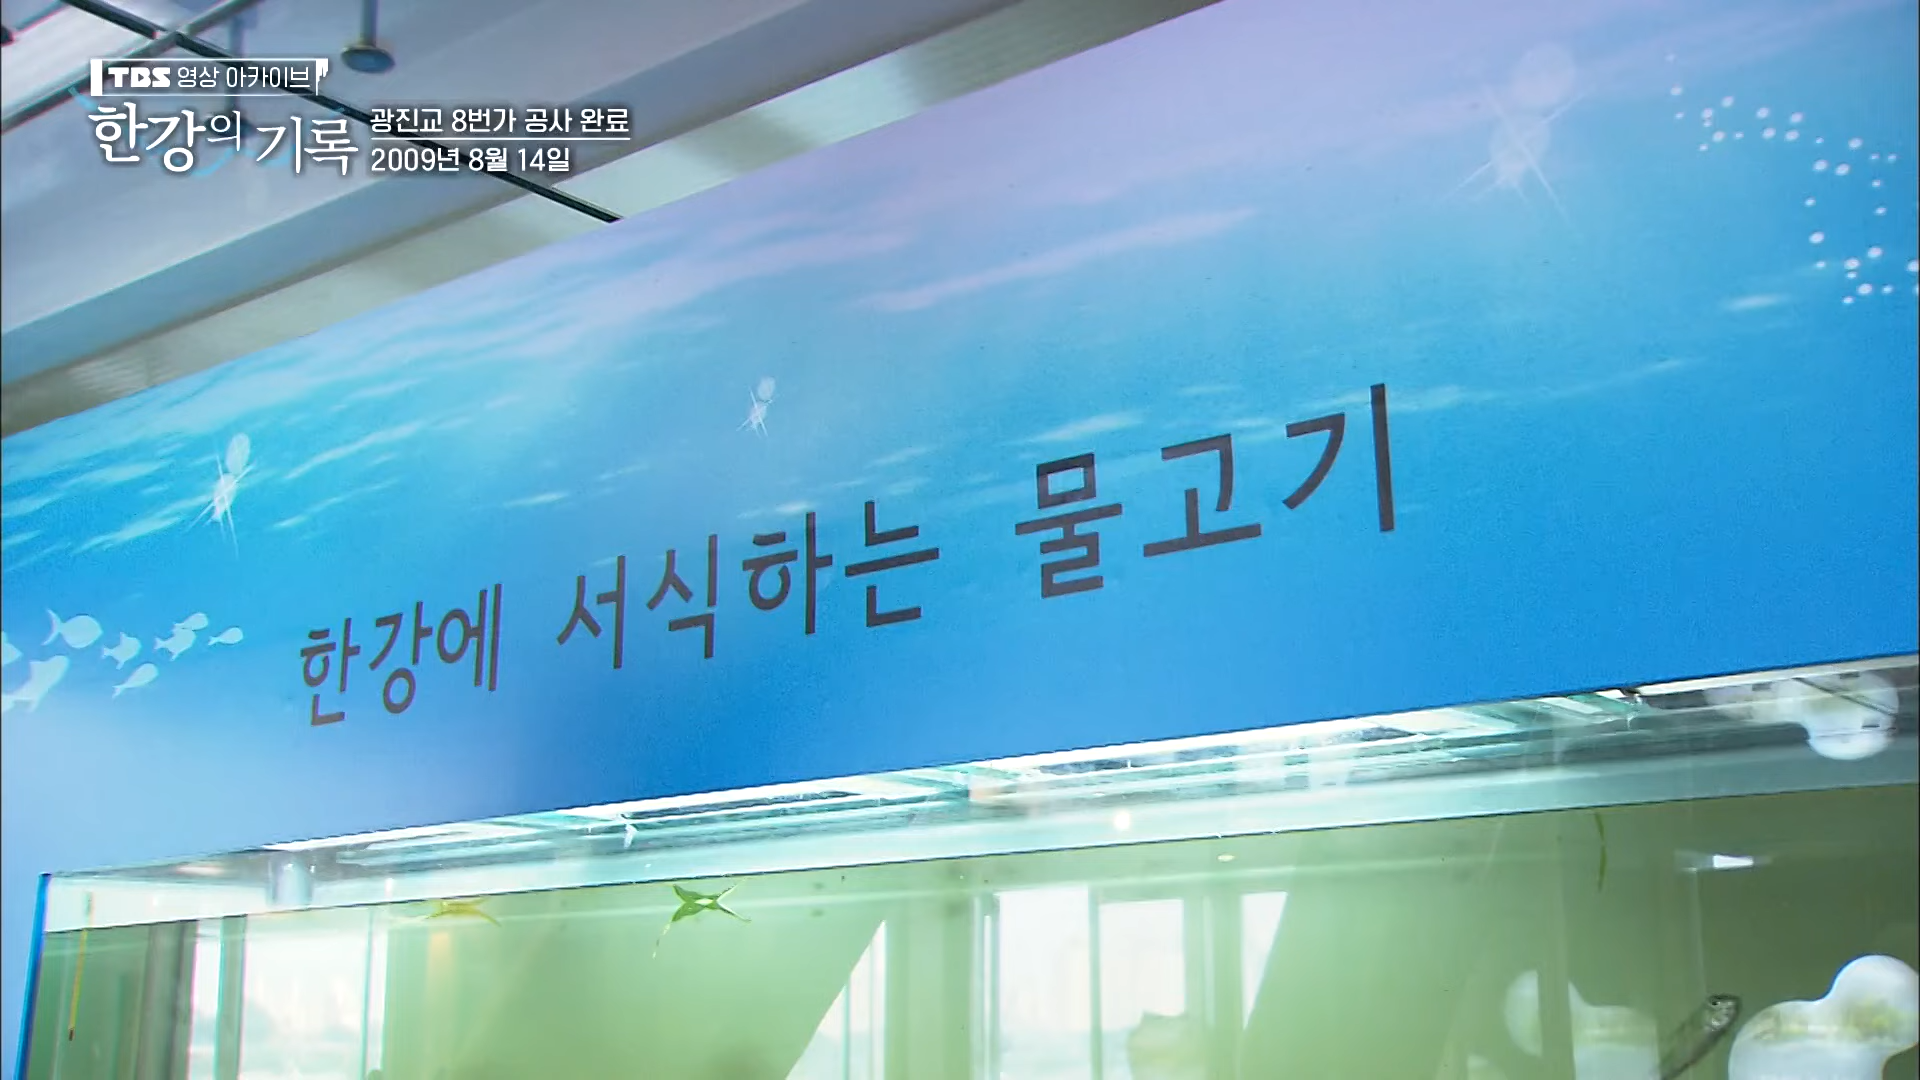 TBS 영상 아카이브
한강의 기록
광진교 8번가 공사 완료
2009년 8월 14일
한강에 서식하는 물고기